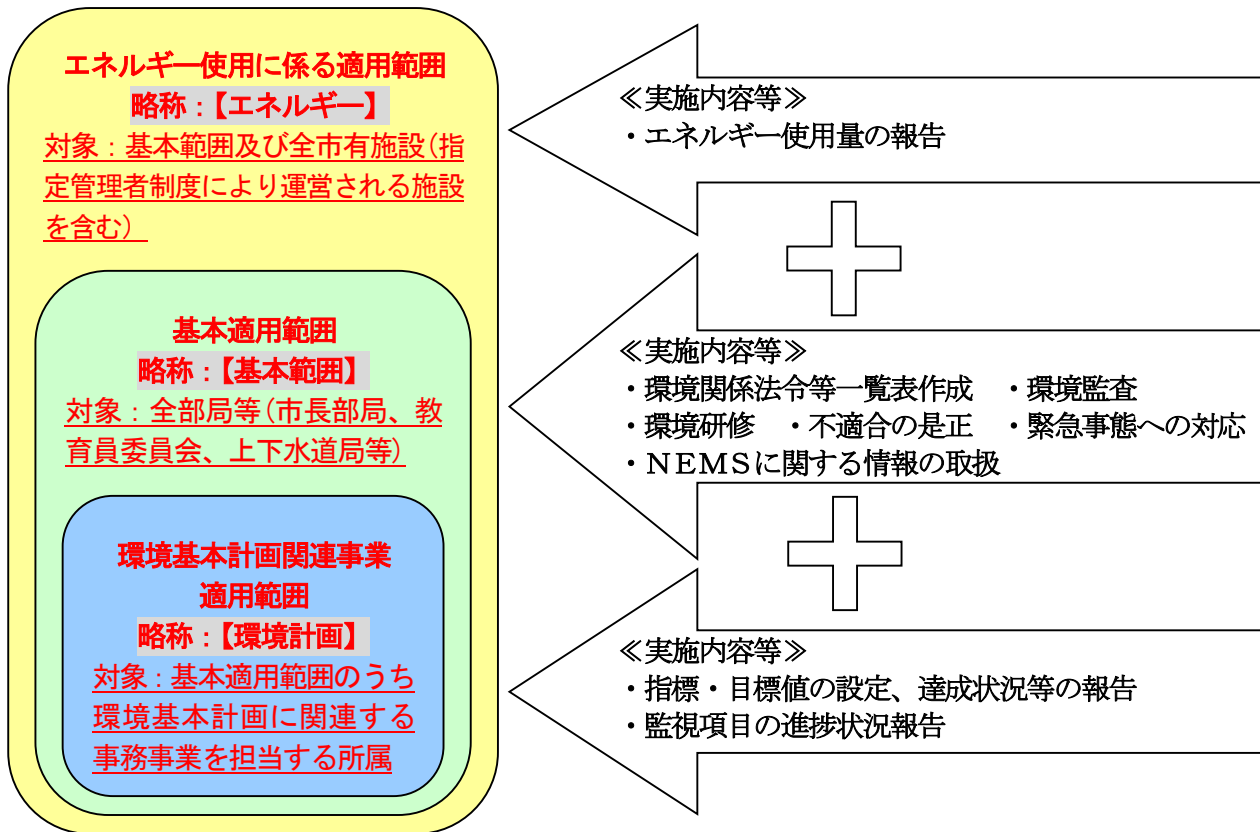 エネルギー使用に係る適用範囲
略称：【エネルギー】
対象：基本範囲及び全市有施設（指
定管理者制度により運営される施設
を含む）
基本適用範囲
略称：【基本範囲】
対象：全部局等（市長部局、教
育員委員会、上下水道局等）
環境基本計画関連事業
適用範囲
略称：【環境計画】
対象：基本適用範囲のうち
環境基本計画に関連する
事務事業を担当する所属
≪実施内容等≫
・エネルギー使用量の報告
≪実施内容等≫
・環境関係法令等一覧表作成　・環境監査
・環境研修　・不適合の是正　・緊急事態への対応
・ＮＥＭＳに関する情報の取扱
≪実施内容等≫
・指標・目標値の設定、達成状況等の報告
・監視項目の進捗状況報告